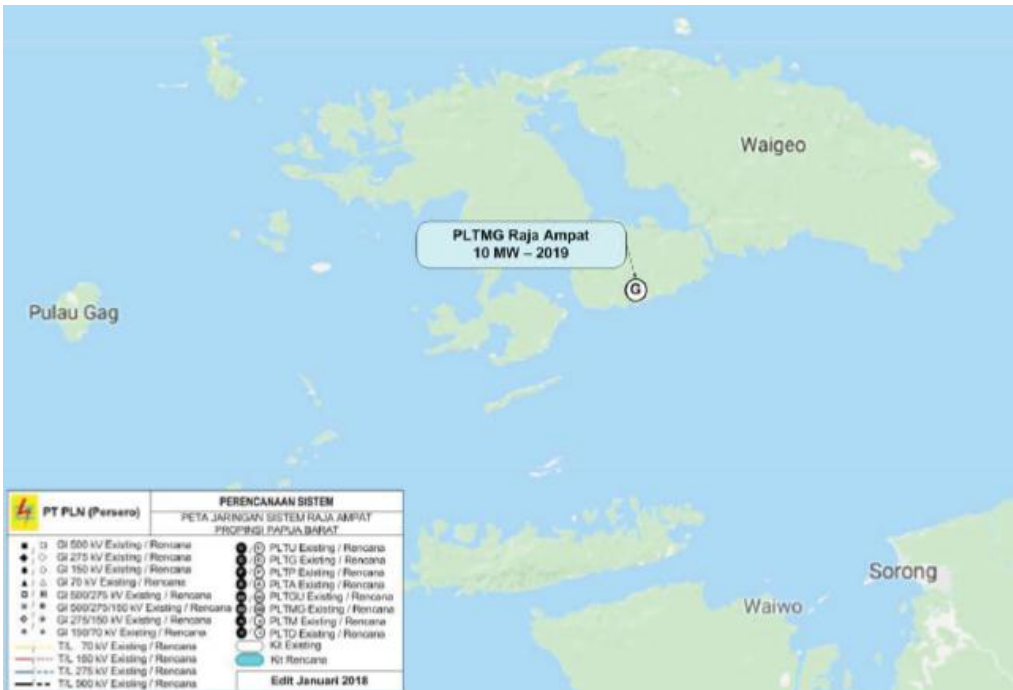 Waigeo
PLTMG Raja Ampat
10 MW – 2019
G
Pulau Gag
Sorong
Waiwo
PT PLN (Persero)
PERENCANAAN SISTEM
PETA JARINGAN SISTEM RAJA AMPAT
PROPINSI PAPUA BARAT
GI 500 kV Existing / Rencana
GI 275 kV Existing / Rencana
GI 150 kV Existing / Rencana
GI 70 kV Existing / Rencana
GI 500/275 kV Existing / Rencana
GI 500/275/150 kV Existing / Rencana
GI 275/150 kV Existing / Rencana
GI 150/70 kV Existing / Rencana
T/L 70 kV Existing / Rencana
T/L 150 kV Existing / Rencana
T/L 275 kV Existing / Rencana
T/L 500 kV Existing / Rencana
PLTU Existing / Rencana
PLTG Existing / Rencana
PLTP Existing / Rencana
PLTA Existing / Rencana
PLTGU Existing / Rencana
PLTMG Existing / Rencana
PLTM Existing / Rencana
PLTD Existing / Rencana
Kit Existing
Kit Rencana
Edit Januari 2018